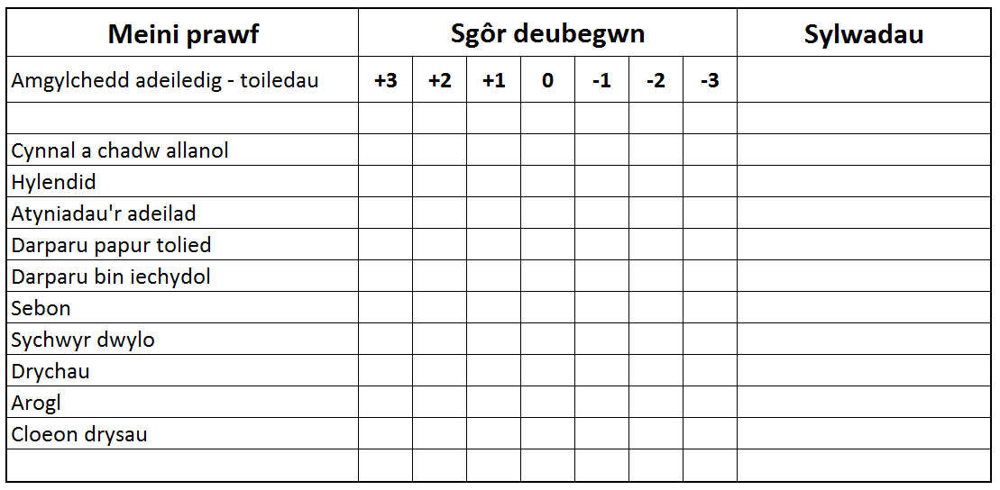 Meini prawf Sgôr deubegwn Sylwadau
Amgylchedd adeiledig - toiledau +3 +2 +1 0 -1 -2 -3
Cynnal a chadw allanol
Hylendid
Atyniadau'r adeilad
Darparu papur tolied
Darparu bin iechydol
Sebon
Sychwyr dwylo
Drychau
Arogl
Cloeon drysau